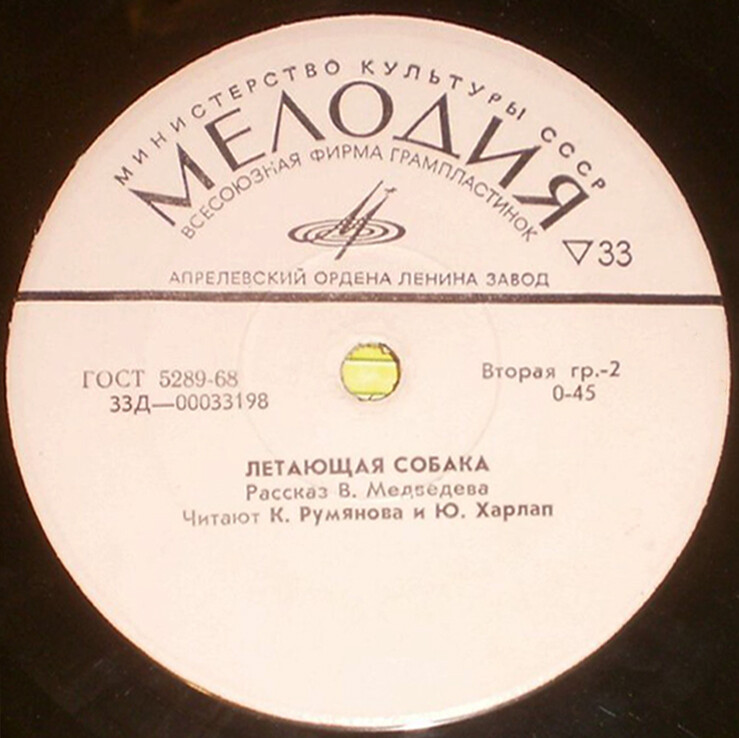 МИНИСТЕРСТВО КУЛЬТУРЫ СССР
МЕЛОДИЯ
ВСЕСОЮЗНАЯ ФИРМА ГРАМПЛАСТИНОК
▽33
АПРЕЛЕВСКИЙ ОРДЕНА ЛЕНИНА ЗАВОД
ГОСТ 5289-68
33Д—00033198
Вторая гр.-2
0-45
ЛЕТАЮЩАЯ СОБАКА
Рассказ В. Медведева
Читают К. Румянова и Ю. Харлап